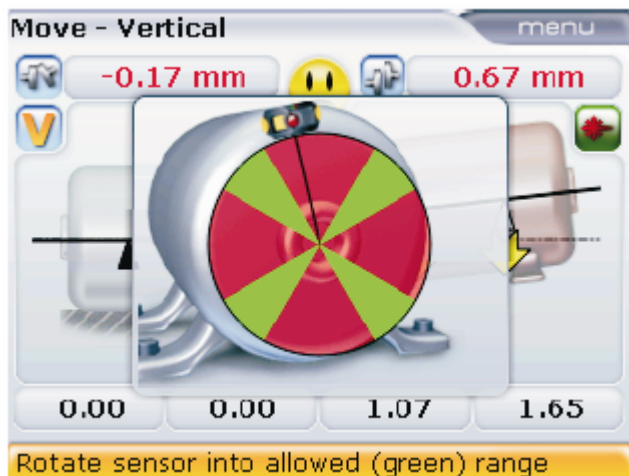 Move - Vertical
menu
-0.17 mm
0.67 mm
V
0.00
0.00
1.07
1.65
Rotate sensor into allowed (green) range